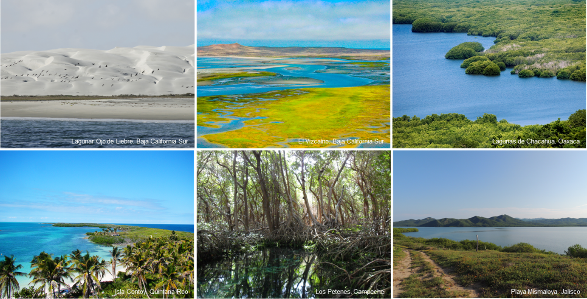 Lagunar Ojo de Liebre, Baja California Sur
El Vizcaíno, Baja California Sur
Lagunas de Chacahua, Oaxaca
Isla Contoy, Quintana Roo
Los Petenes, Campeche
Playa Mismaloya, Jalisco